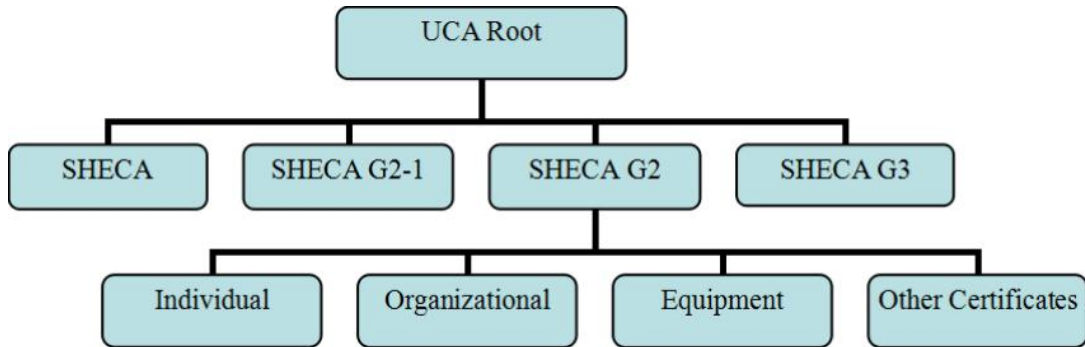 UCA Root
SHECA
SHECA G2-1
SHECA G2
SHECA G3
Individual
Organizational
Equipment
Other Certificates